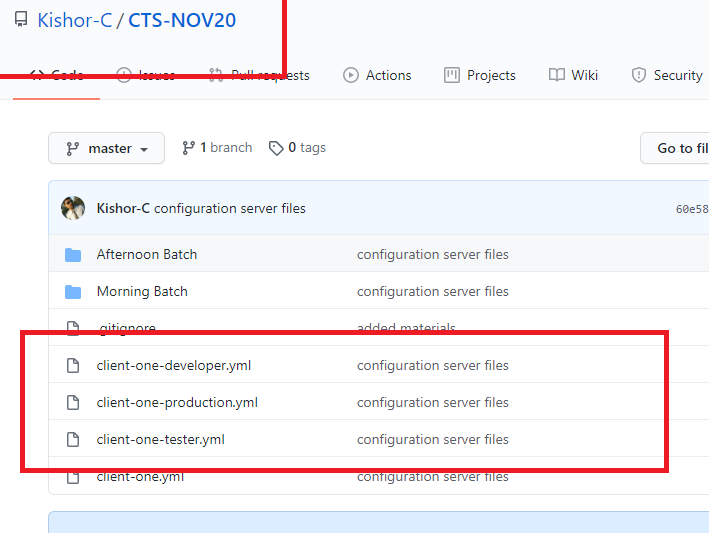 Kishor-C / CTS-NOV20
Code Issues Pull requests Actions Projects Wiki Security
master 1 branch 0 tags Go to fil
Kishor-C configuration server files 60e58
Afternoon Batch configuration server files
Morning Batch configuration server files
.gitignore added materials
client-one-developer.yml configuration server files
client-one-production.yml configuration server files
client-one-tester.yml configuration server files
client-one.yml configuration server files